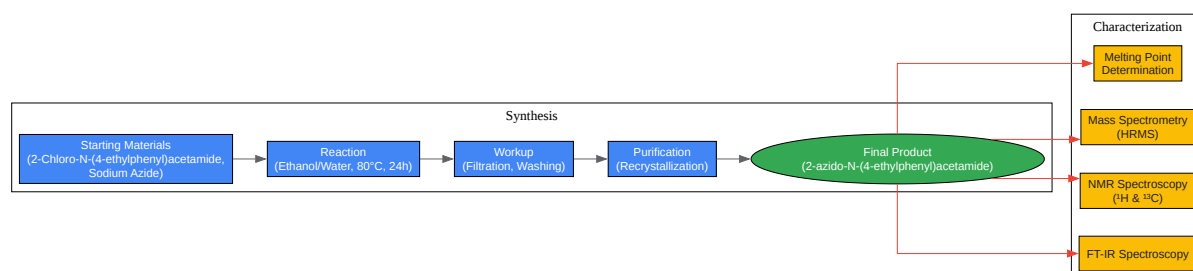 Characterization
Melting Point
Determination
Synthesis
Starting Materials
(2-Chloro-N-(4-ethylphenyl)acetamide,
Sodium Azide)
Reaction
(Ethanol/Water, 80°C, 24h)
Workup
(Filtration, Washing)
Purification
(Recrystallization)
Final Product
(2-azido-N-(4-ethylphenyl)acetamide)
Mass Spectrometry
(HRMS)
NMR Spectroscopy
(¹H & ¹³C)
FT-IR Spectroscopy